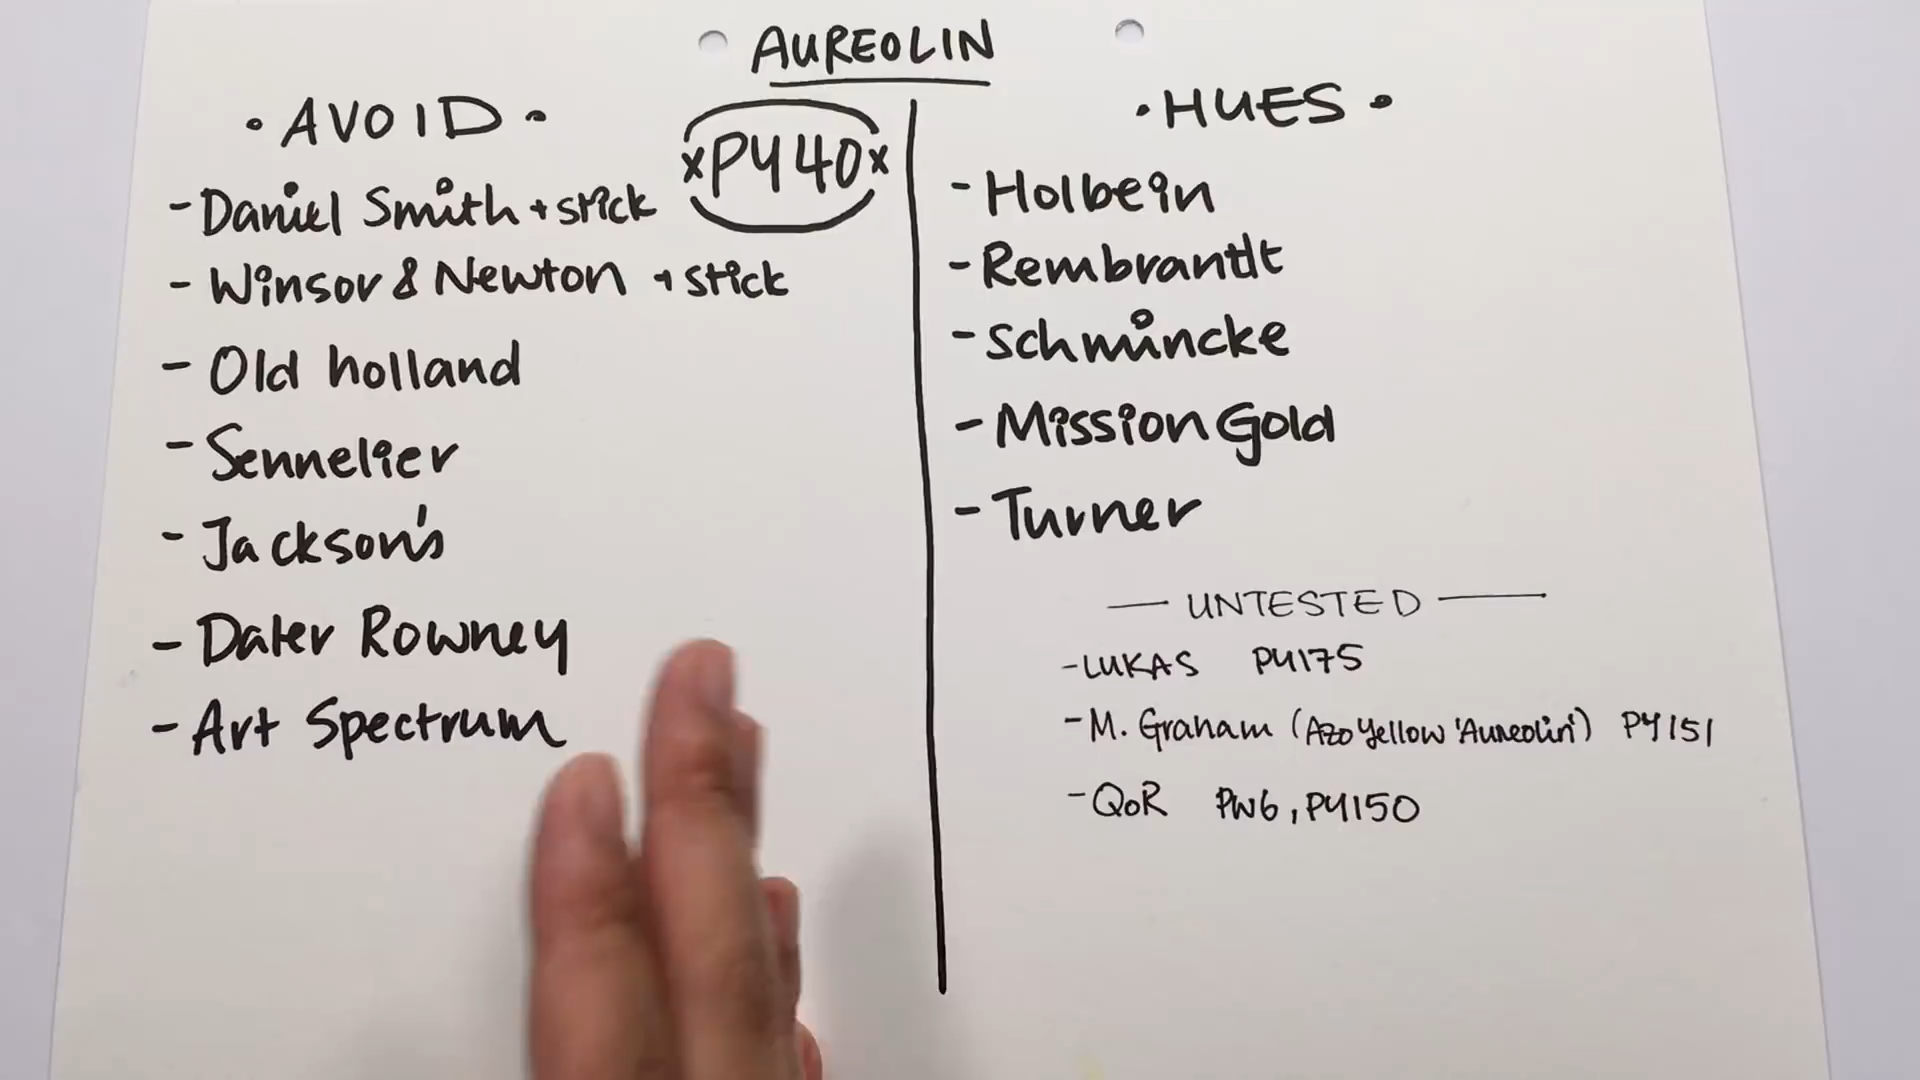 AUREOLIN
• AVOID •
xPY40x
- Daniel Smith + stick
- Winsor & Newton + stick
- Old holland
- Sennelier
- Jackson's
- Daler Rowney
- Art Spectrum
• HUES •
- Holbein
- Rembrandt
- Schmincke
- Mission Gold
- Turner
— UNTESTED —
- LUKAS PY175
- M. Graham (Azo Yellow 'Aureolin') PY151
- QoR PW6, PY150